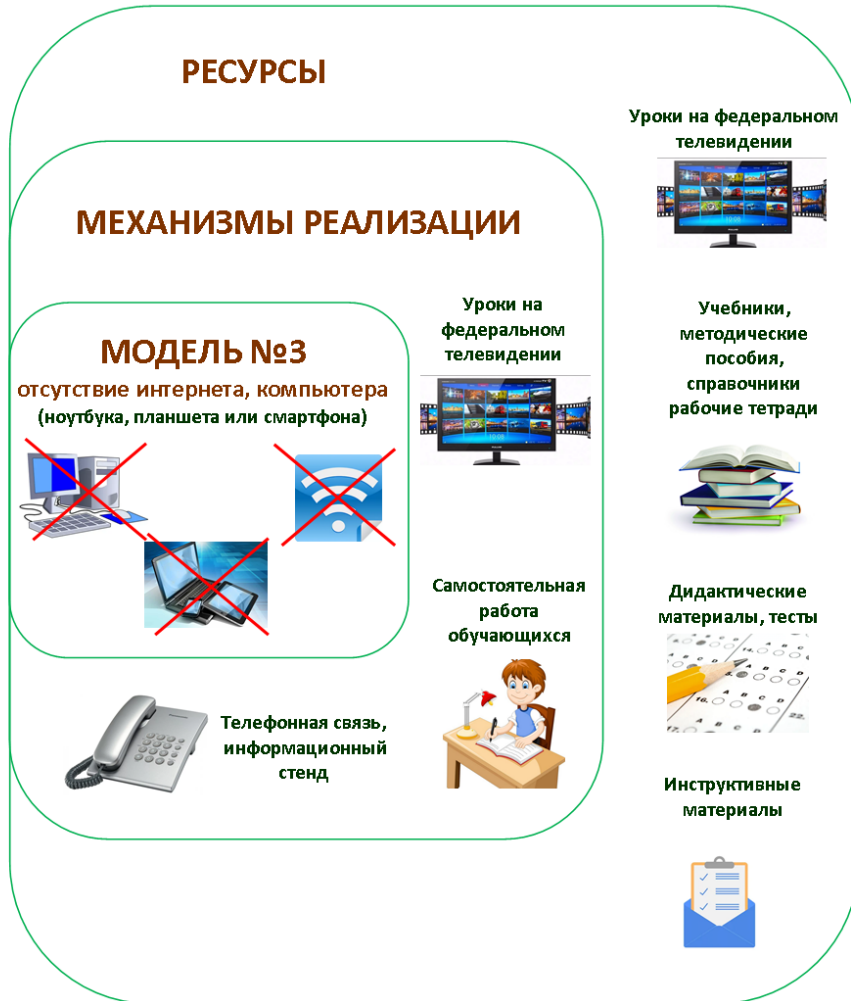 РЕСУРСЫ
Уроки на федеральном
телевидении
МЕХАНИЗМЫ РЕАЛИЗАЦИИ
Уроки на
федеральном
телевидении
Учебники,
методические
пособия,
справочники
рабочие тетради
МОДЕЛЬ №3
отсутствие интернета, компьютера
(ноутбука, планшета или смартфона)
Самостоятельная
работа
обучающихся
Дидактические
материалы, тесты
Телефонная связь,
информационный
стенд
Инструктивные
материалы